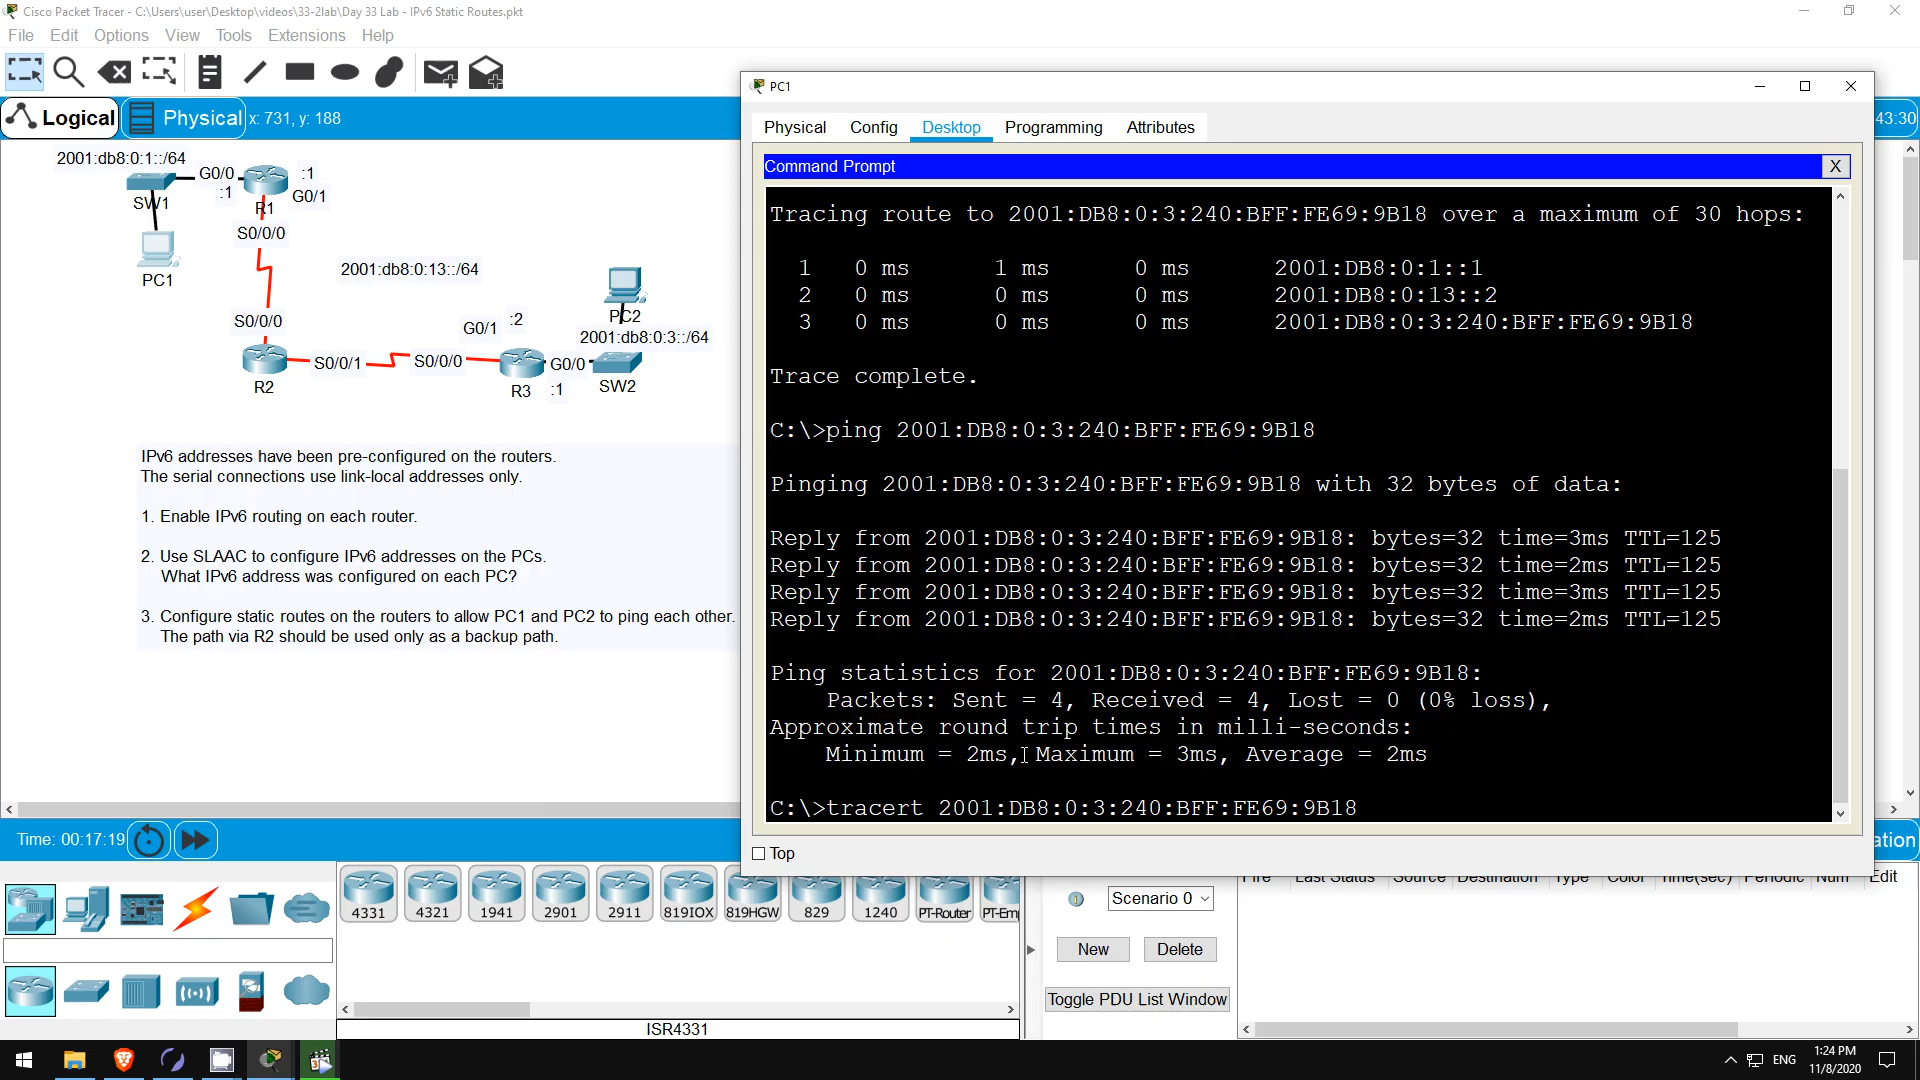 Cisco Packet Tracer - C:\Users\user\Desktop\videos\33-2lab\Day 33 Lab - IPv6 Static Routes.pkt
File Edit Options View Tools Extensions Help
Logical Physical x: 731, y: 188
43:30
2001:db8:0:1::/64
G0/0
:1
:1
G0/1
SW1
R1
S0/0/0
PC1
2001:db8:0:13::/64
S0/0/0
G0/1
:2
PC2
2001:db8:0:3::/64
S0/0/1
S0/0/0
G0/0
R2
R3
:1
SW2
IPv6 addresses have been pre-configured on the routers.
The serial connections use link-local addresses only.
1. Enable IPv6 routing on each router.
2. Use SLAAC to configure IPv6 addresses on the PCs.
What IPv6 address was configured on each PC?
3. Configure static routes on the routers to allow PC1 and PC2 to ping each other.
The path via R2 should be used only as a backup path.
PC1
Physical Config Desktop Programming Attributes
Command Prompt
X
Tracing route to 2001:DB8:0:3:240:BFF:FE69:9B18 over a maximum of 30 hops:
1 0 ms 1 ms 0 ms 2001:DB8:0:1::1
2 0 ms 0 ms 0 ms 2001:DB8:0:13::2
3 0 ms 0 ms 0 ms 2001:DB8:0:3:240:BFF:FE69:9B18
Trace complete.
C:\>ping 2001:DB8:0:3:240:BFF:FE69:9B18
Pinging 2001:DB8:0:3:240:BFF:FE69:9B18 with 32 bytes of data:
Reply from 2001:DB8:0:3:240:BFF:FE69:9B18: bytes=32 time=3ms TTL=125
Reply from 2001:DB8:0:3:240:BFF:FE69:9B18: bytes=32 time=2ms TTL=125
Reply from 2001:DB8:0:3:240:BFF:FE69:9B18: bytes=32 time=3ms TTL=125
Reply from 2001:DB8:0:3:240:BFF:FE69:9B18: bytes=32 time=2ms TTL=125
Ping statistics for 2001:DB8:0:3:240:BFF:FE69:9B18:
Packets: Sent = 4, Received = 4, Lost = 0 (0% loss),
Approximate round trip times in milli-seconds:
Minimum = 2ms, Maximum = 3ms, Average = 2ms
C:\>tracert 2001:DB8:0:3:240:BFF:FE69:9B18
Top
Time: 00:17:19
ation
4331 4321 1941 2901 2911 819IOX 819HGW 829 1240 PT-Router PT-Em
ISR4331
Scenario 0
New Delete
Toggle PDU List Window
Fire Last Status Source Destination Type Color Time(sec) Periodic Num Edit
ENG
1:24 PM
11/8/2020